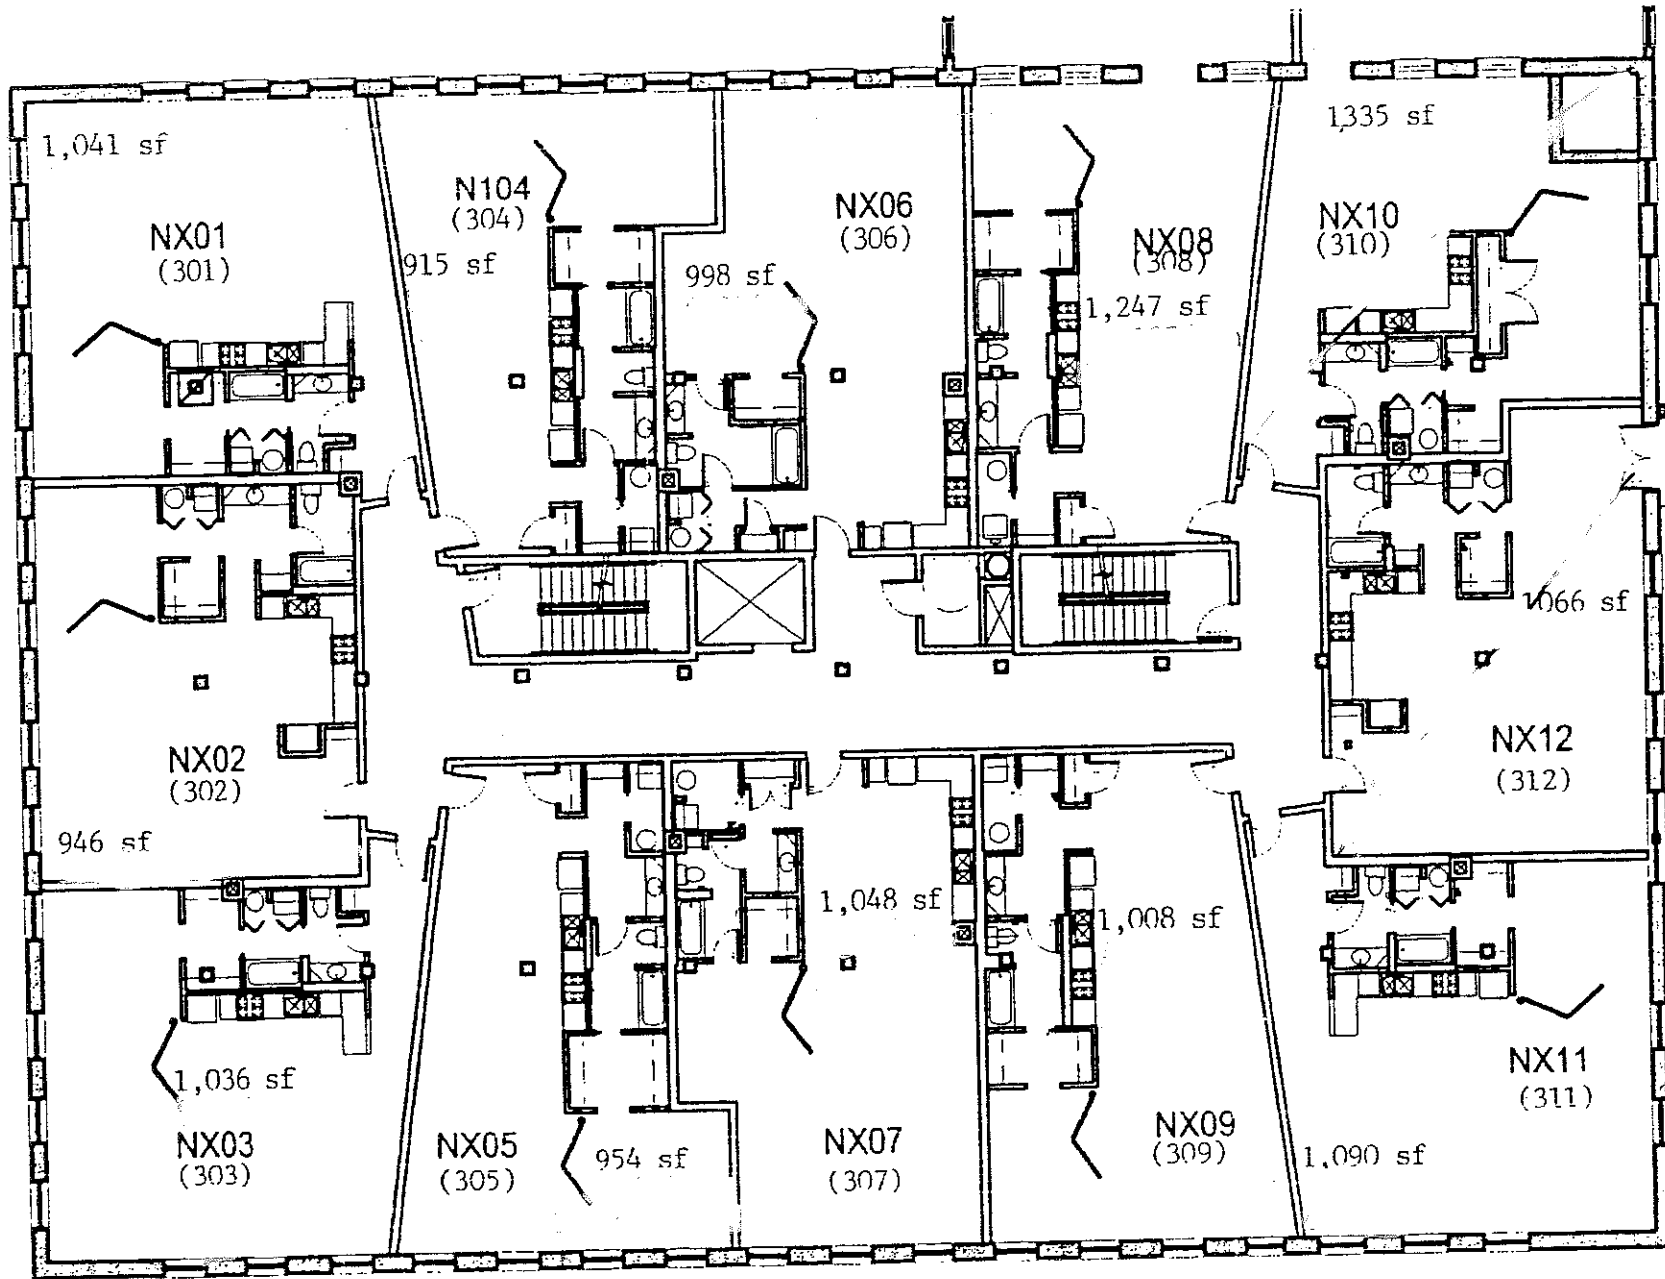 1,041 sf
NX01
(301)
N104
(304)
915 sf
NX06
(306)
998 sf
NX08
(308)
1,247 sf
1335 sf
NX10
(310)
NX02
(302)
946 sf
1066 sf
NX12
(312)
1,036 sf
NX03
(303)
NX05
(305)
954 sf
1,048 sf
NX07
(307)
1,008 sf
NX09
(309)
1,090 sf
NX11
(311)